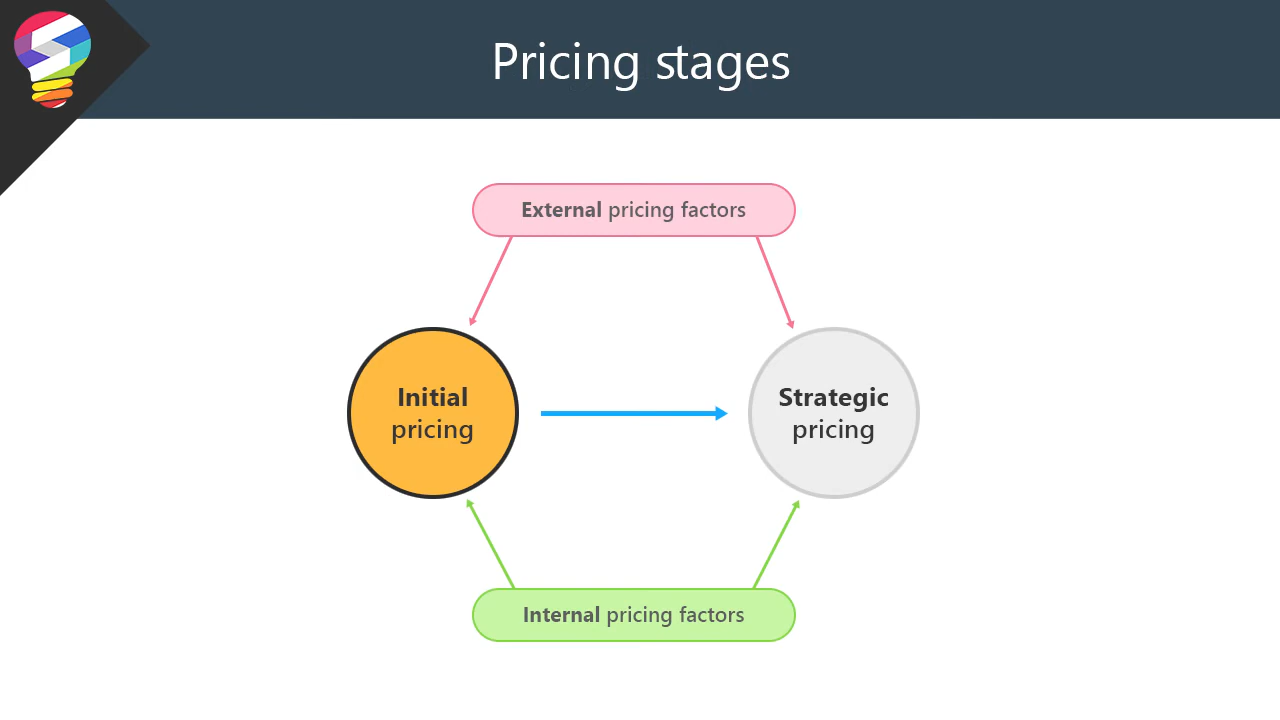 Pricing stages
External pricing factors
Initial
pricing
Strategic
pricing
Internal pricing factors